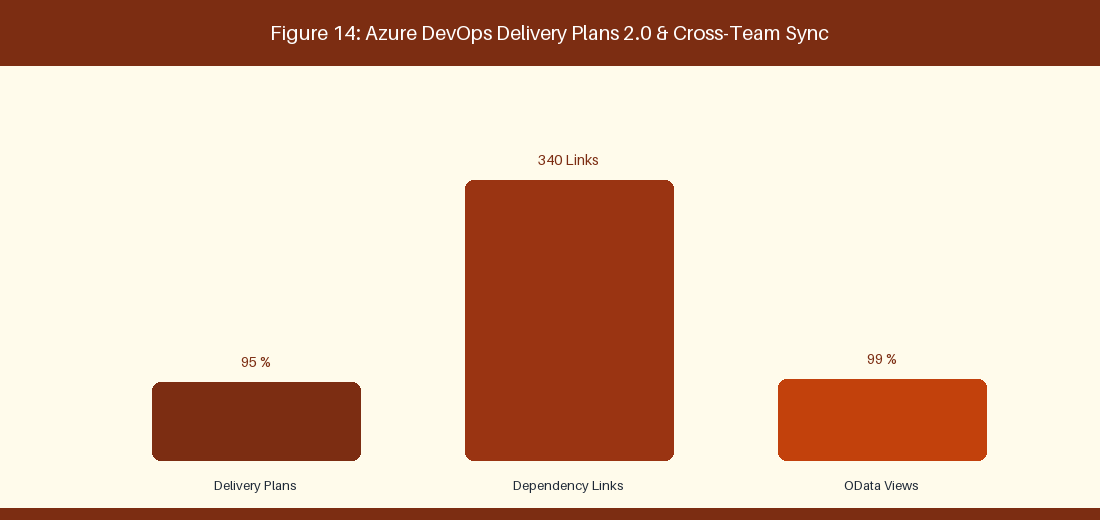 Figure 14: Azure DevOps Delivery Plans 2.0 & Cross-Team Sync
340 Links
95 %
99 %
Delivery Plans
Dependency Links
OData Views